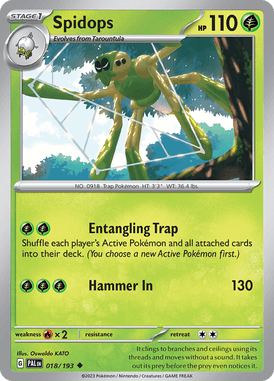 STAGE 1 Spidops HP 110
Evolves from Tarountula
NO. 0918 Trap Pokémon HT: 3'3" WT: 36.4 lbs.
Entangling Trap
Shuffle each player's Active Pokémon and all attached cards
into their deck. (You choose a new Active Pokémon first.)
Hammer In 130
weakness ×2 resistance retreat
Illus. Oswaldo KATO
G PAL EN 018/193
It clings to branches and ceilings using its
threads and moves without a sound. It takes
out its prey before the prey even notices it.
©2023 Pokémon / Nintendo / Creatures / GAME FREAK